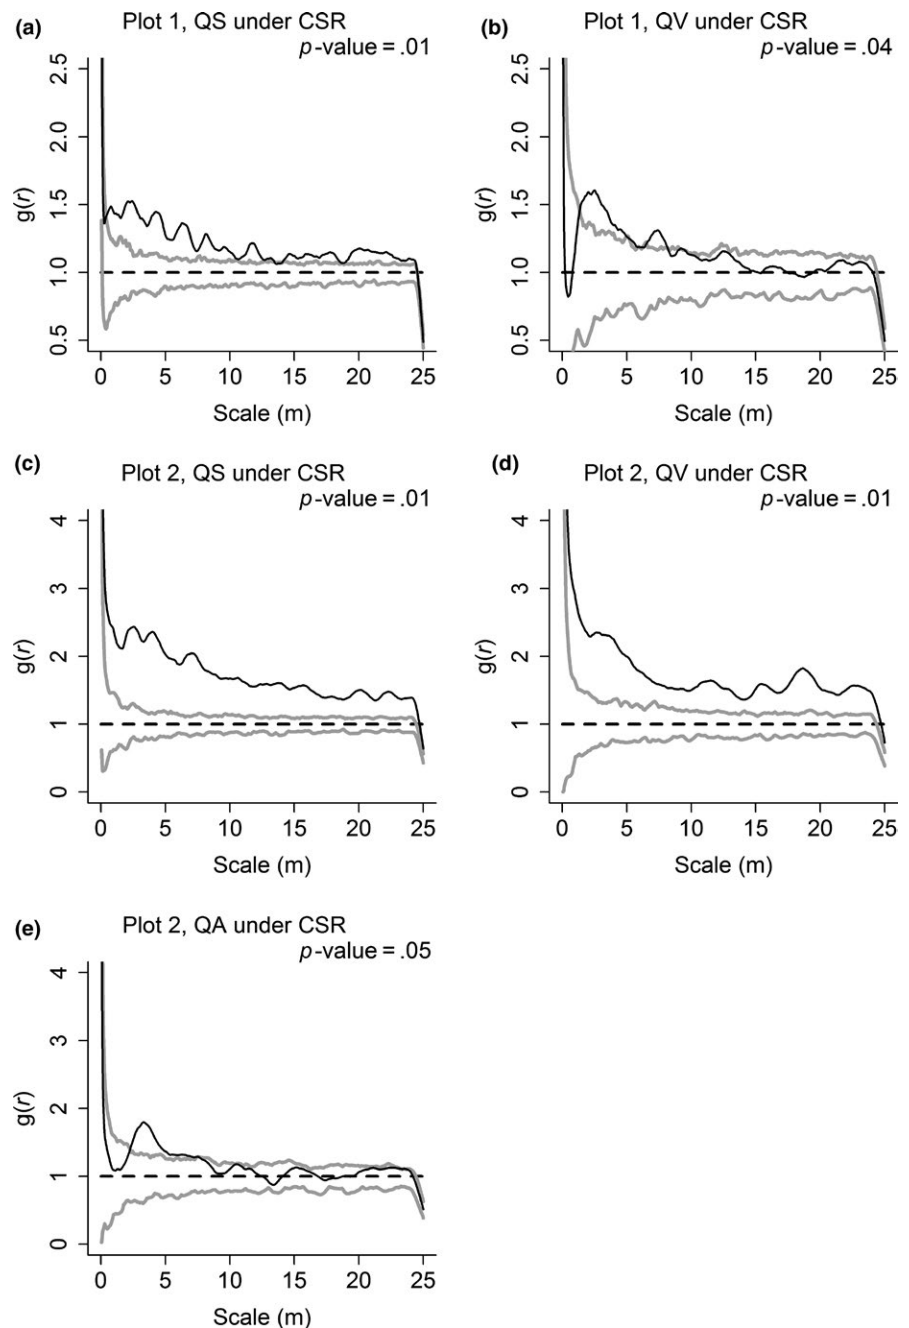 (a) Plot 1, QS under CSR
p-value = .01
2.5
2.0
1.5
1.0
0.5
g(r)
0 5 10 15 20 25
Scale (m)
(b) Plot 1, QV under CSR
p-value = .04
2.5
2.0
1.5
1.0
0.5
g(r)
0 5 10 15 20 25
Scale (m)
(c) Plot 2, QS under CSR
p-value = .01
4
3
2
1
0
g(r)
0 5 10 15 20 25
Scale (m)
(d) Plot 2, QV under CSR
p-value = .01
4
3
2
1
0
g(r)
0 5 10 15 20 25
Scale (m)
(e) Plot 2, QA under CSR
p-value = .05
4
3
2
1
0
g(r)
0 5 10 15 20 25
Scale (m)